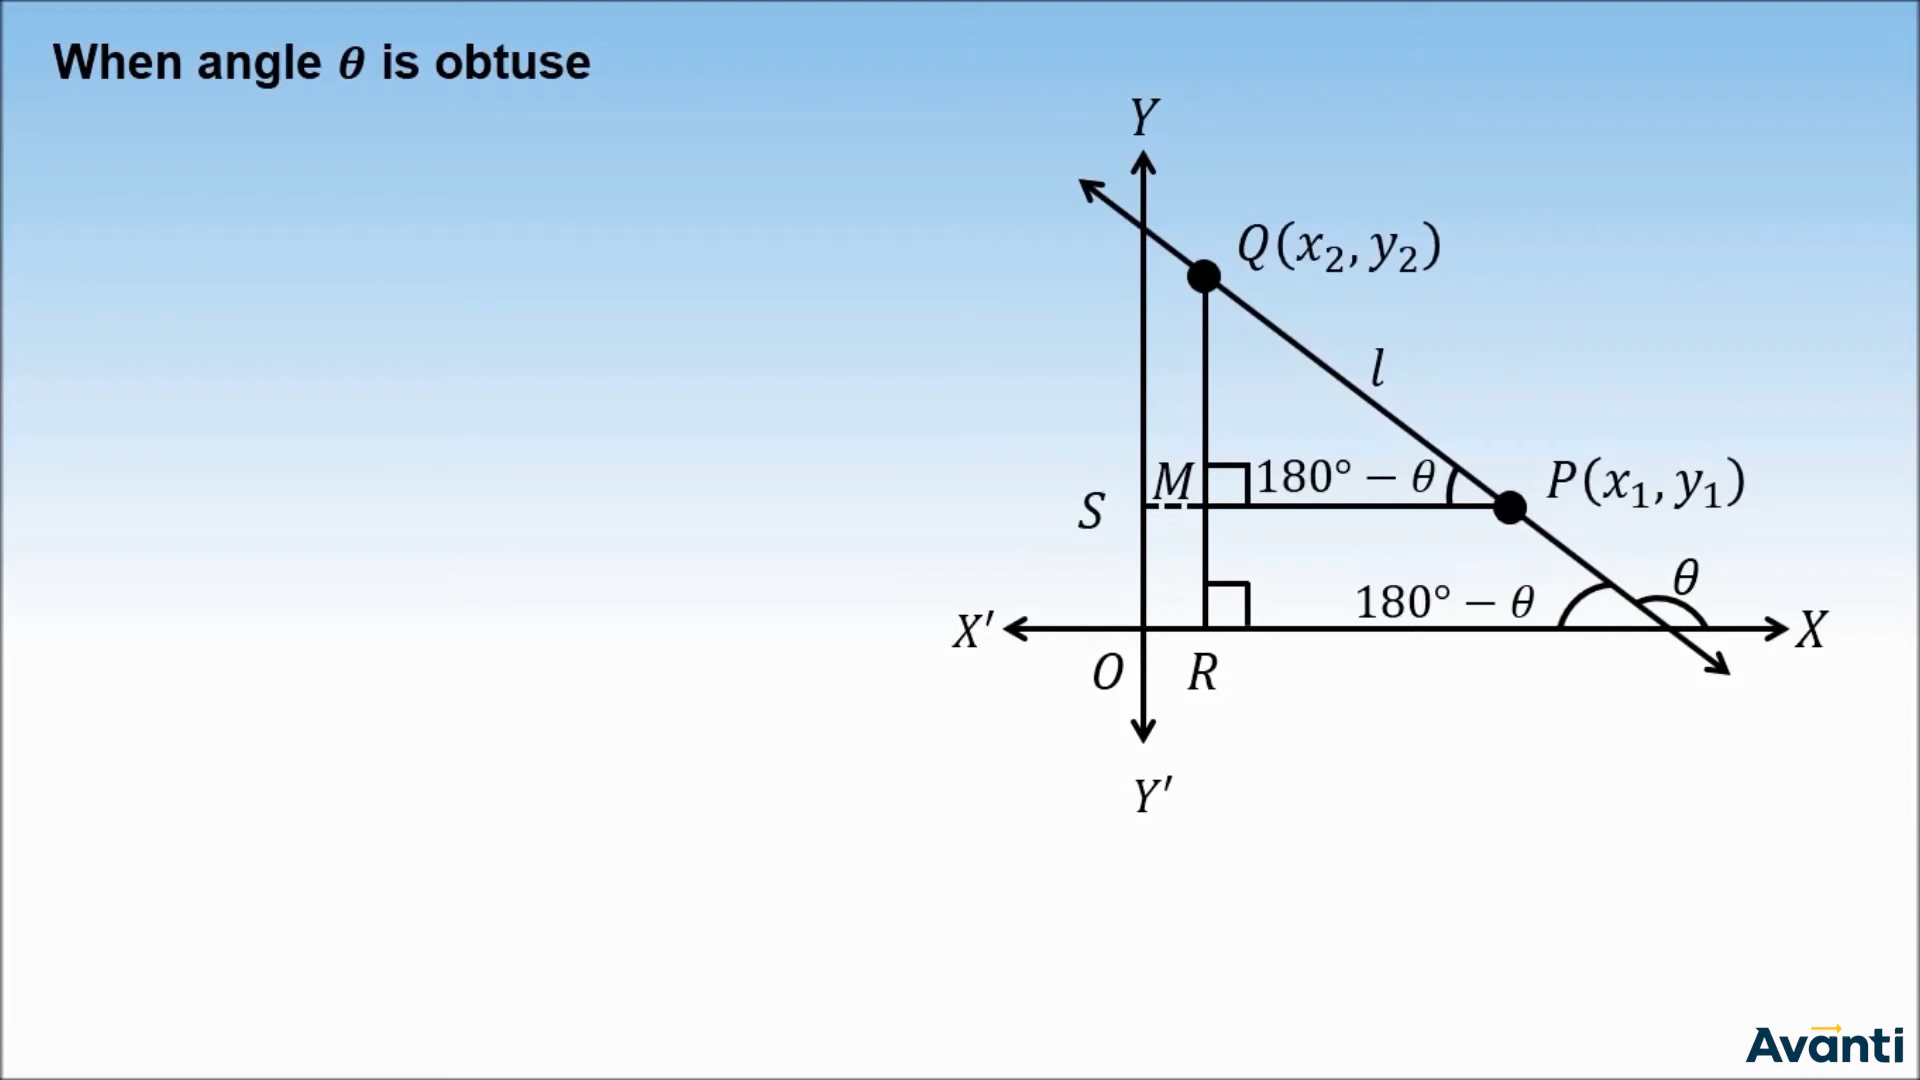 When angle θ is obtuse
Y
Q(x₂, y₂)
l
M 180° − θ P(x₁, y₁)
S
θ
180° − θ
X′ X
O R
Y′
Avanti